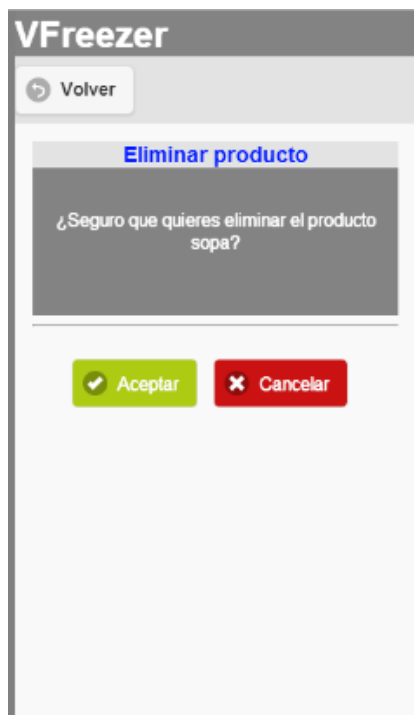 VFreezer
Volver
Eliminar producto
¿Seguro que quieres eliminar el producto
sopa?
Aceptar
Cancelar